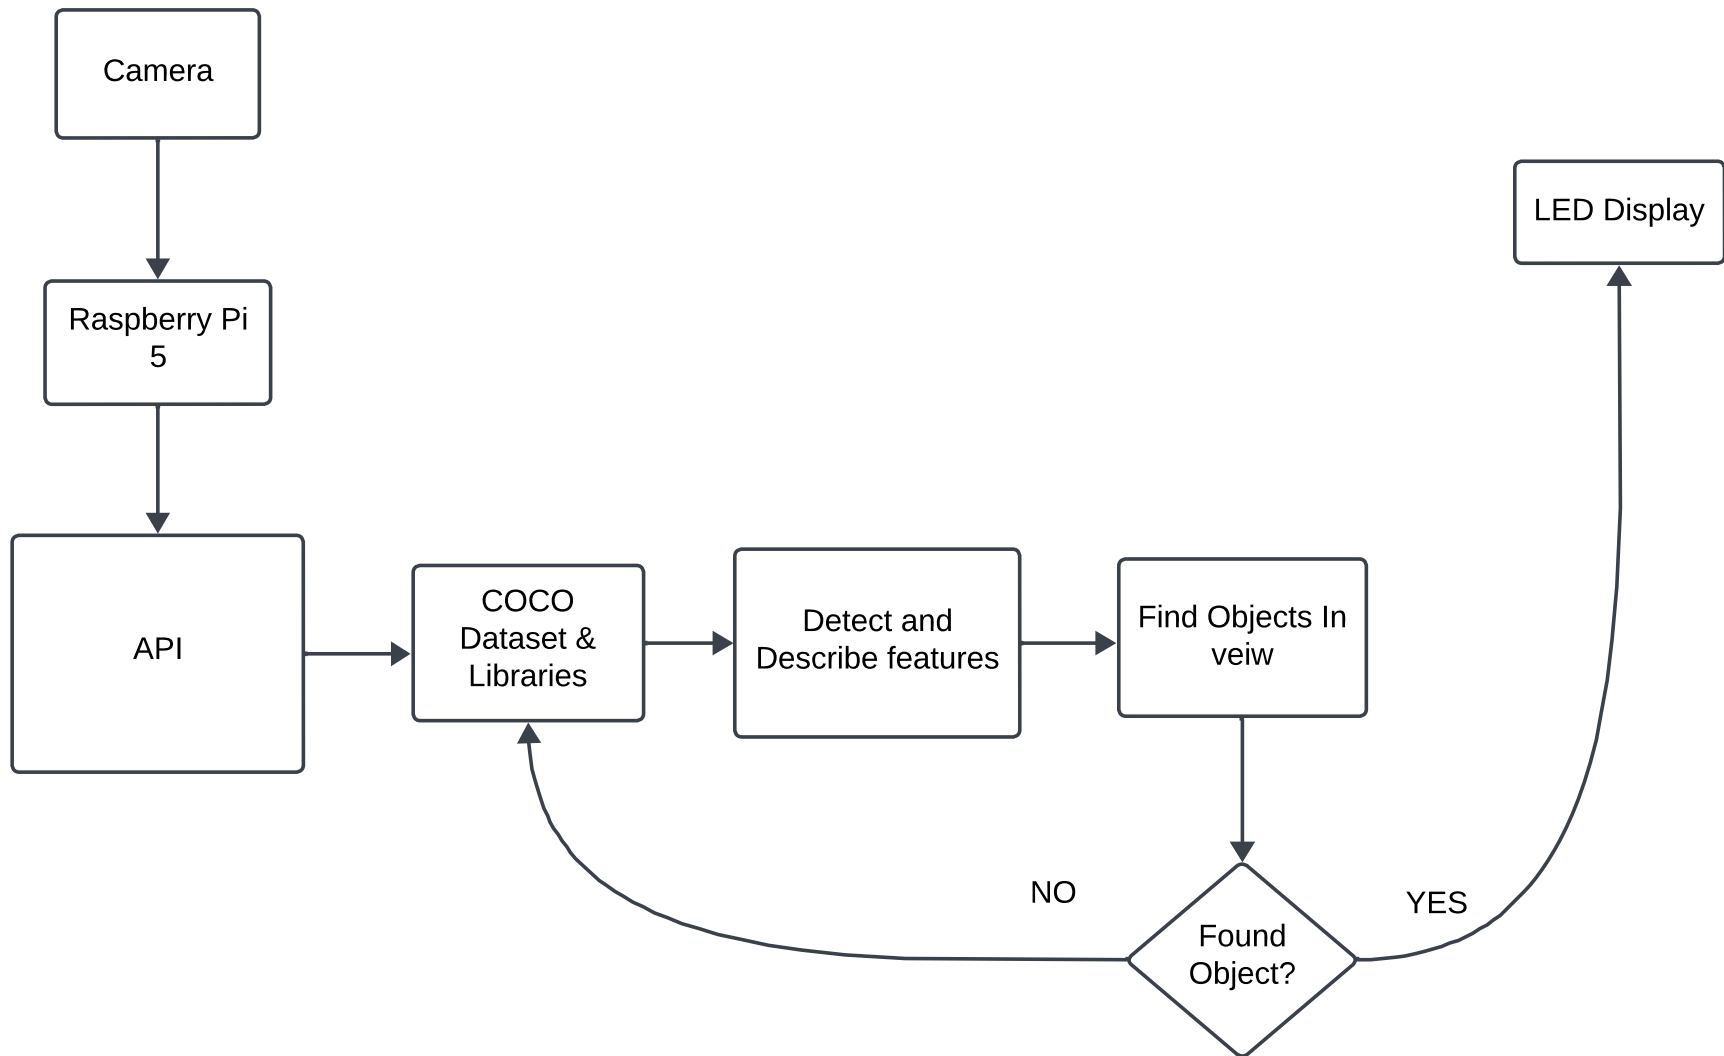 Camera
LED Display
Raspberry Pi
5
API
COCO
Dataset &
Libraries
Detect and
Describe features
Find Objects In
veiw
NO
YES
Found
Object?